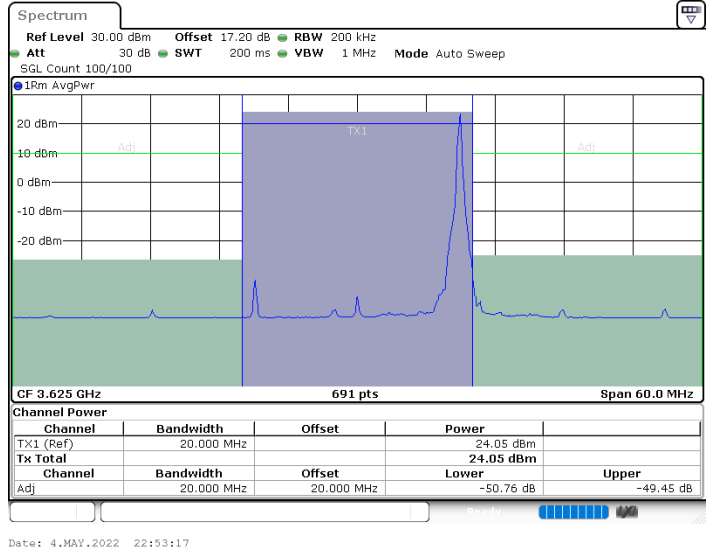 Spectrum
Ref Level 30.00 dBm Offset 17.20 dB RBW 200 kHz
Att 30 dB SWT 200 ms VBW 1 MHz Mode Auto Sweep
SGL Count 100/100
1Rm AvgPwr
20 dBm
TX1
10 dBm Adj Adj
0 dBm
-10 dBm
-20 dBm
CF 3.625 GHz 691 pts Span 60.0 MHz
Channel Power
Channel Bandwidth Offset Power
TX1 (Ref) 20.000 MHz 24.05 dBm
Tx Total 24.05 dBm
Channel Bandwidth Offset Lower Upper
Adj 20.000 MHz 20.000 MHz -50.76 dB -49.45 dB
Ready
Date: 4.MAY.2022 22:53:17